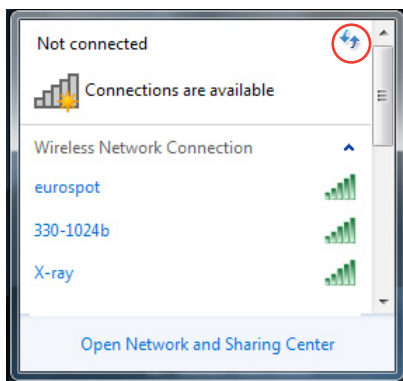 Not connected
Connections are available
Wireless Network Connection
eurospot
330-1024b
X-ray
Open Network and Sharing Center